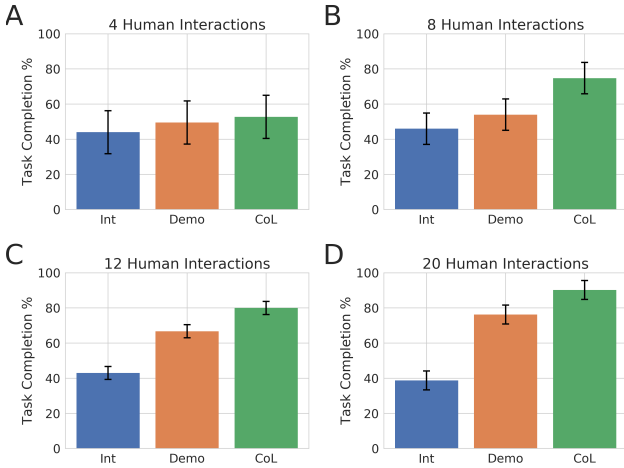 A
4 Human Interactions
Task Completion %
100
80
60
40
20
0
Int Demo CoL
B
8 Human Interactions
Task Completion %
100
80
60
40
20
0
Int Demo CoL
C
12 Human Interactions
Task Completion %
100
80
60
40
20
0
Int Demo CoL
D
20 Human Interactions
Task Completion %
100
80
60
40
20
0
Int Demo CoL